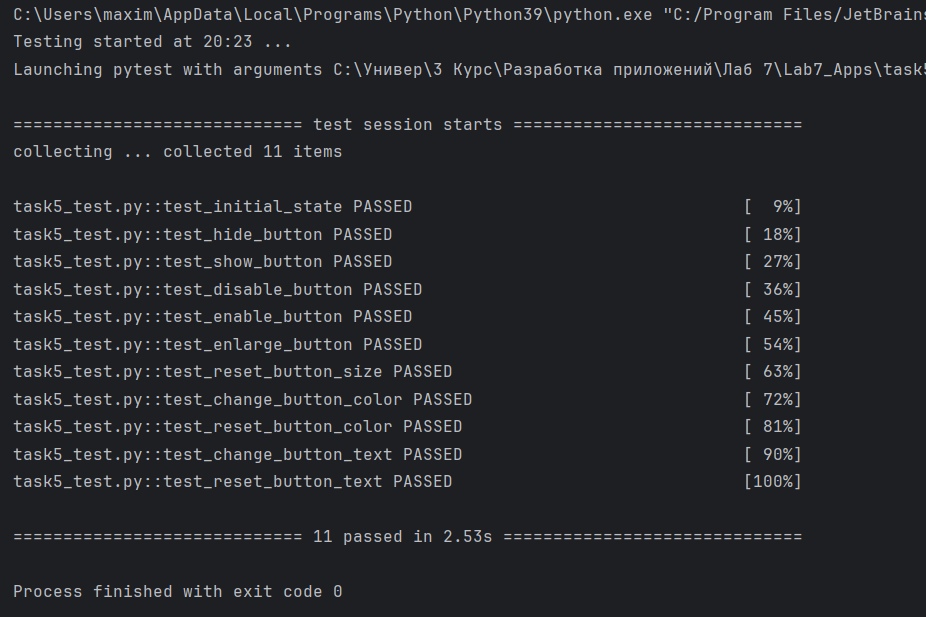 C:\Users\maxim\AppData\Local\Programs\Python\Python39\python.exe "C:/Program Files/JetBrains
Testing started at 20:23 ...
Launching pytest with arguments C:\Универ\3 Курс\Разработка приложений\Лаб 7\Lab7_Apps\task5
============================= test session starts =============================
collecting ... collected 11 items
task5_test.py::test_initial_state PASSED [  9%]
task5_test.py::test_hide_button PASSED [ 18%]
task5_test.py::test_show_button PASSED [ 27%]
task5_test.py::test_disable_button PASSED [ 36%]
task5_test.py::test_enable_button PASSED [ 45%]
task5_test.py::test_enlarge_button PASSED [ 54%]
task5_test.py::test_reset_button_size PASSED [ 63%]
task5_test.py::test_change_button_color PASSED [ 72%]
task5_test.py::test_reset_button_color PASSED [ 81%]
task5_test.py::test_change_button_text PASSED [ 90%]
task5_test.py::test_reset_button_text PASSED [100%]
============================= 11 passed in 2.53s ==============================
Process finished with exit code 0